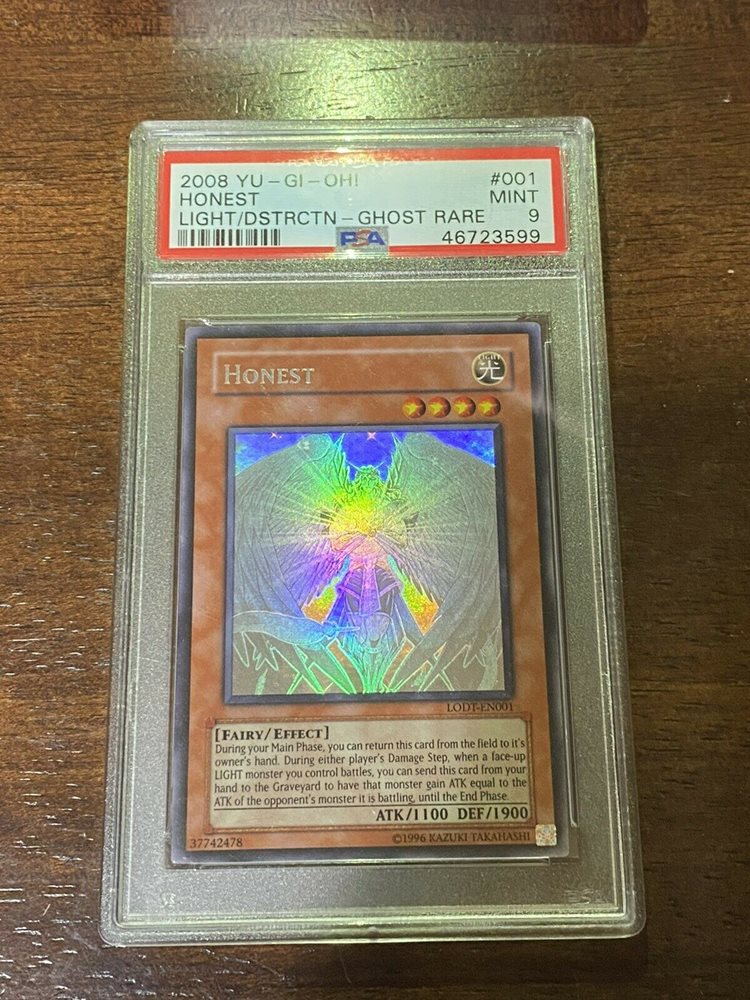 2008 YU-GI-OH! #001
HONEST MINT
LIGHT/DSTRCTN-GHOST RARE 9
PSA 46723599
HONEST
LIGHT
光
LODT-EN001
[FAIRY/EFFECT]
During your Main Phase, you can return this card from the field to it's
owner's hand. During either player's Damage Step, when a face-up
LIGHT monster you control battles, you can send this card from your
hand to the Graveyard to have that monster gain ATK equal to the
ATK of the opponent's monster it is battling, until the End Phase.
ATK/1100 DEF/1900
37742478 ©1996 KAZUKI TAKAHASHI